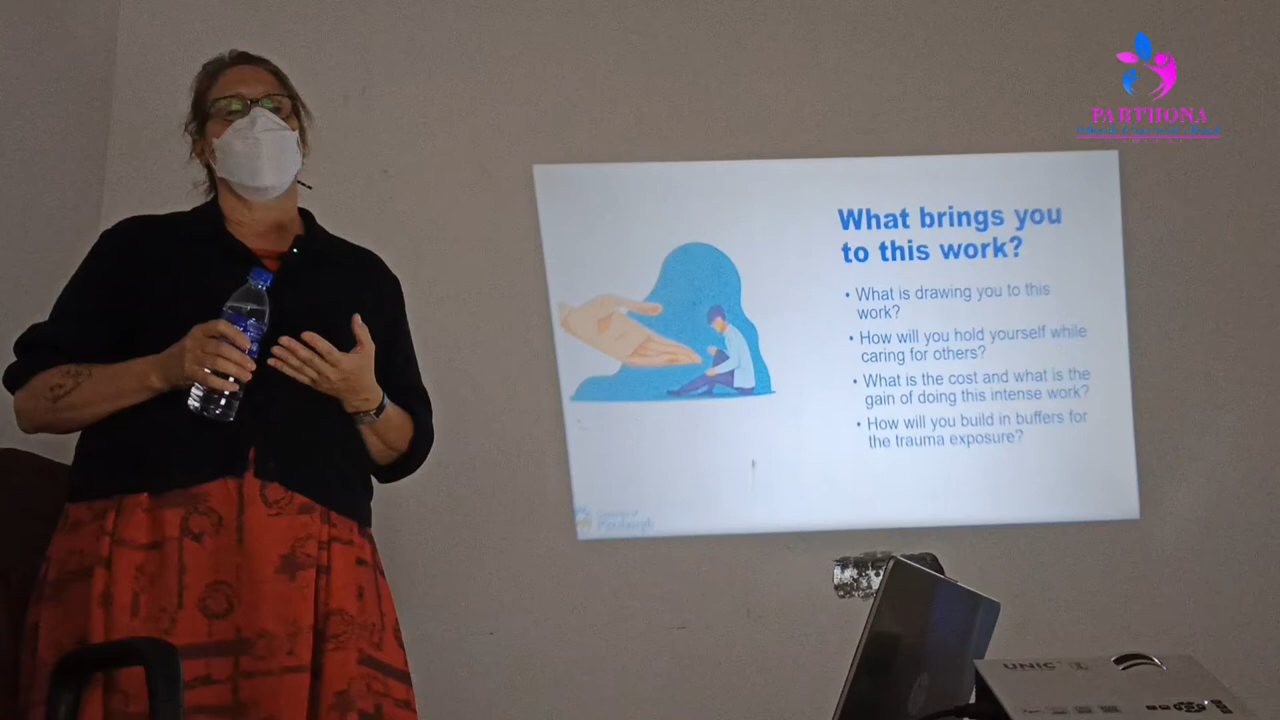 PARTHONA
What brings you
to this work?
• What is drawing you to this
work?
• How will you hold yourself while
caring for others?
• What is the cost and what is the
gain of doing this intense work?
• How will you build in buffers for
the trauma exposure?
UNIC